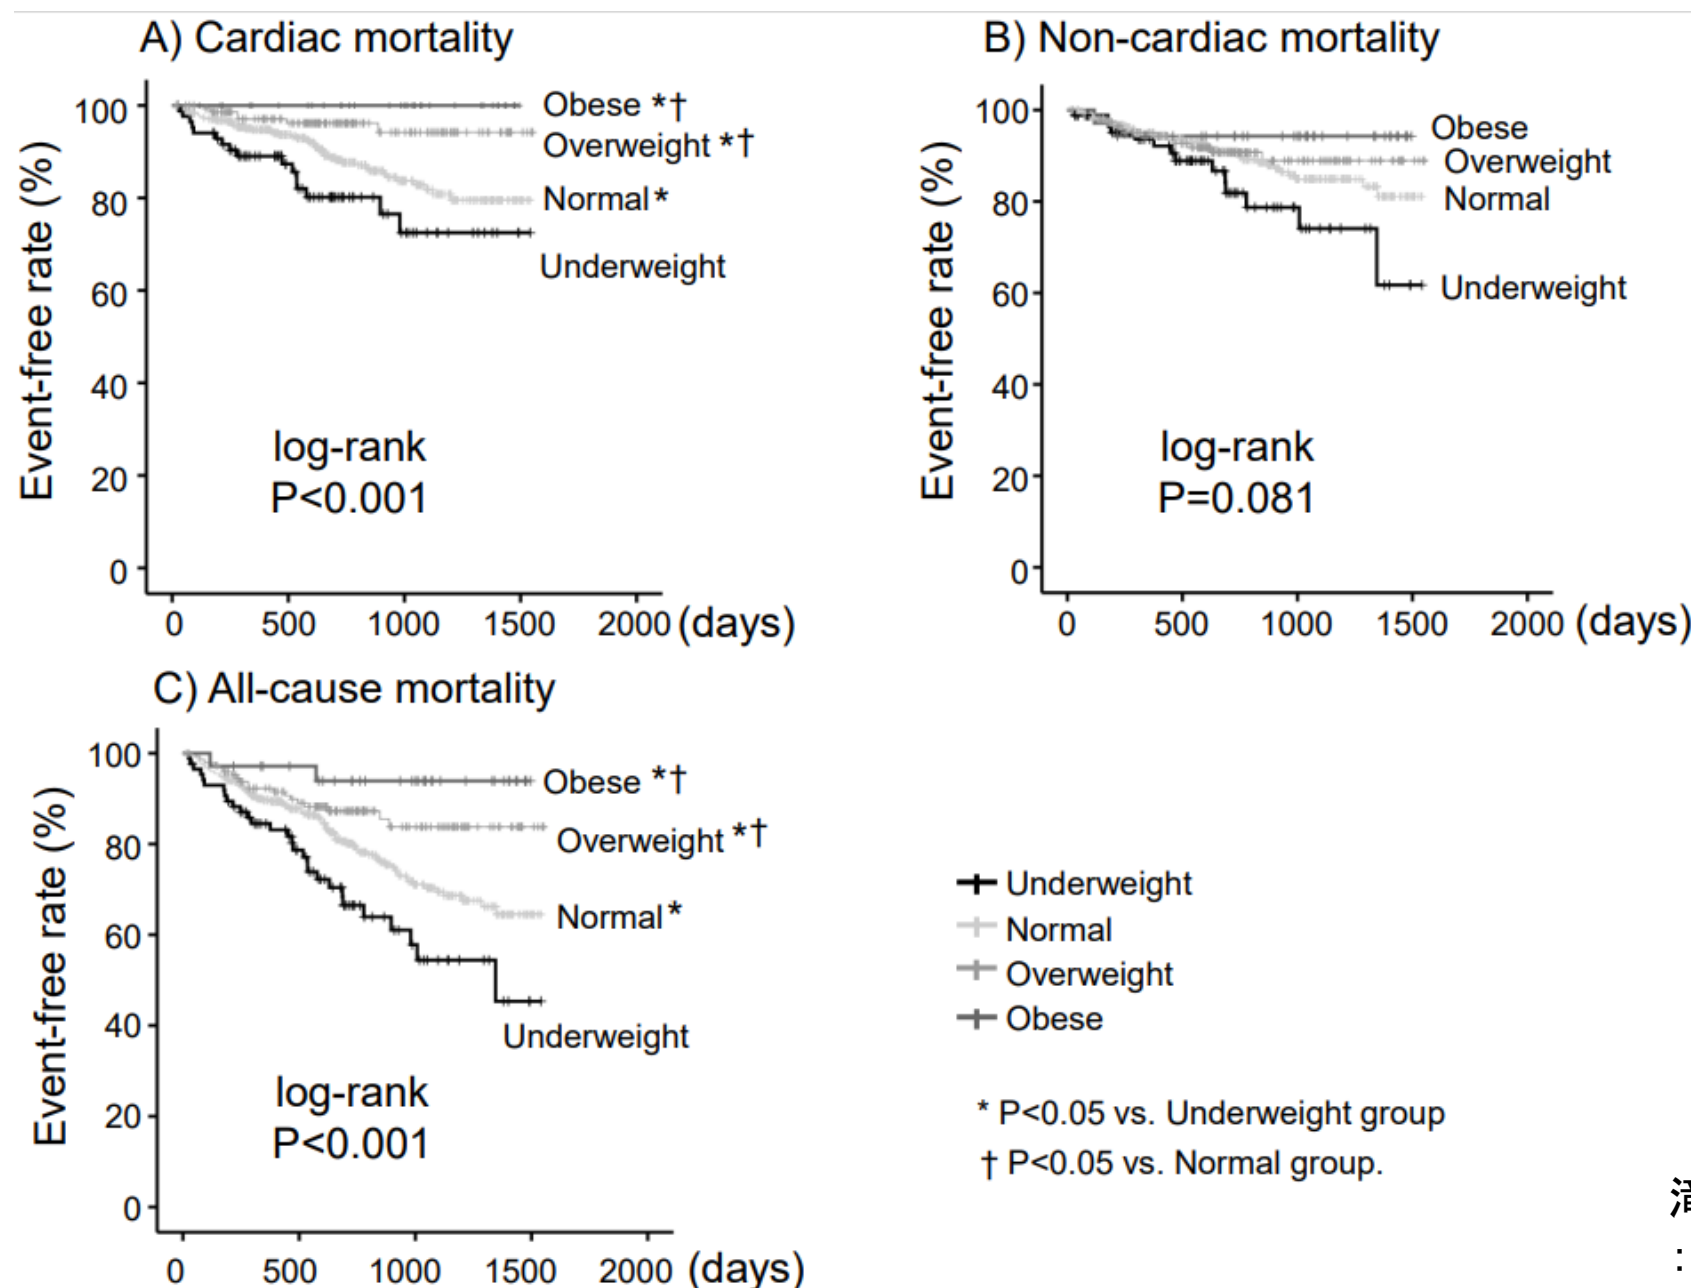 A) Cardiac mortality
Event-free rate (%)
100
80
60
40
20
0
Obese *†
Overweight *†
Normal *
Underweight
log-rank
P<0.001
0 500 1000 1500 2000 (days)
B) Non-cardiac mortality
Event-free rate (%)
100
80
60
40
20
0
Obese
Overweight
Normal
Underweight
log-rank
P=0.081
0 500 1000 1500 2000 (days)
C) All-cause mortality
Event-free rate (%)
100
80
60
40
20
0
Obese *†
Overweight *†
Normal *
Underweight
log-rank
P<0.001
0 500 1000 1500 2000 (days)
Underweight
Normal
Overweight
Obese
* P<0.05 vs. Underweight group
† P<0.05 vs. Normal group.
: